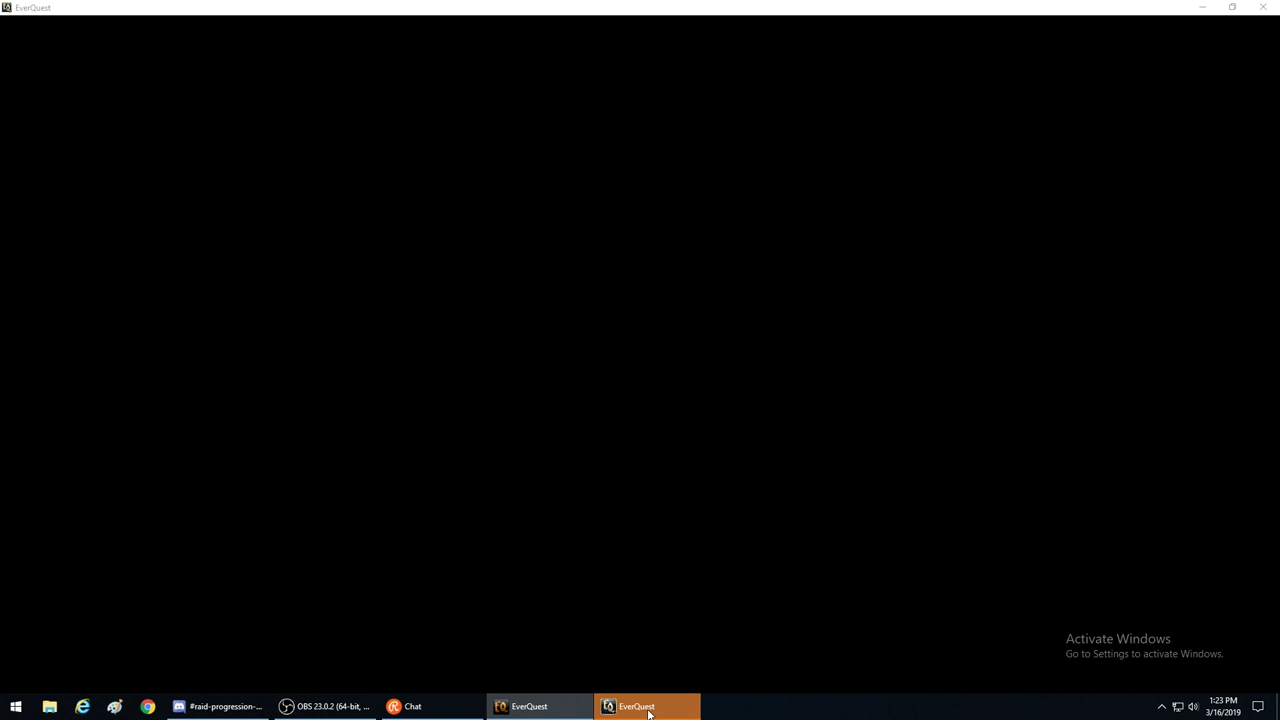 EverQuest
Activate Windows
Go to Settings to activate Windows.
#raid-progression-...
OBS 23.0.2 (64-bit, ...
Chat
EverQuest
EverQuest
1:23 PM
3/16/2019